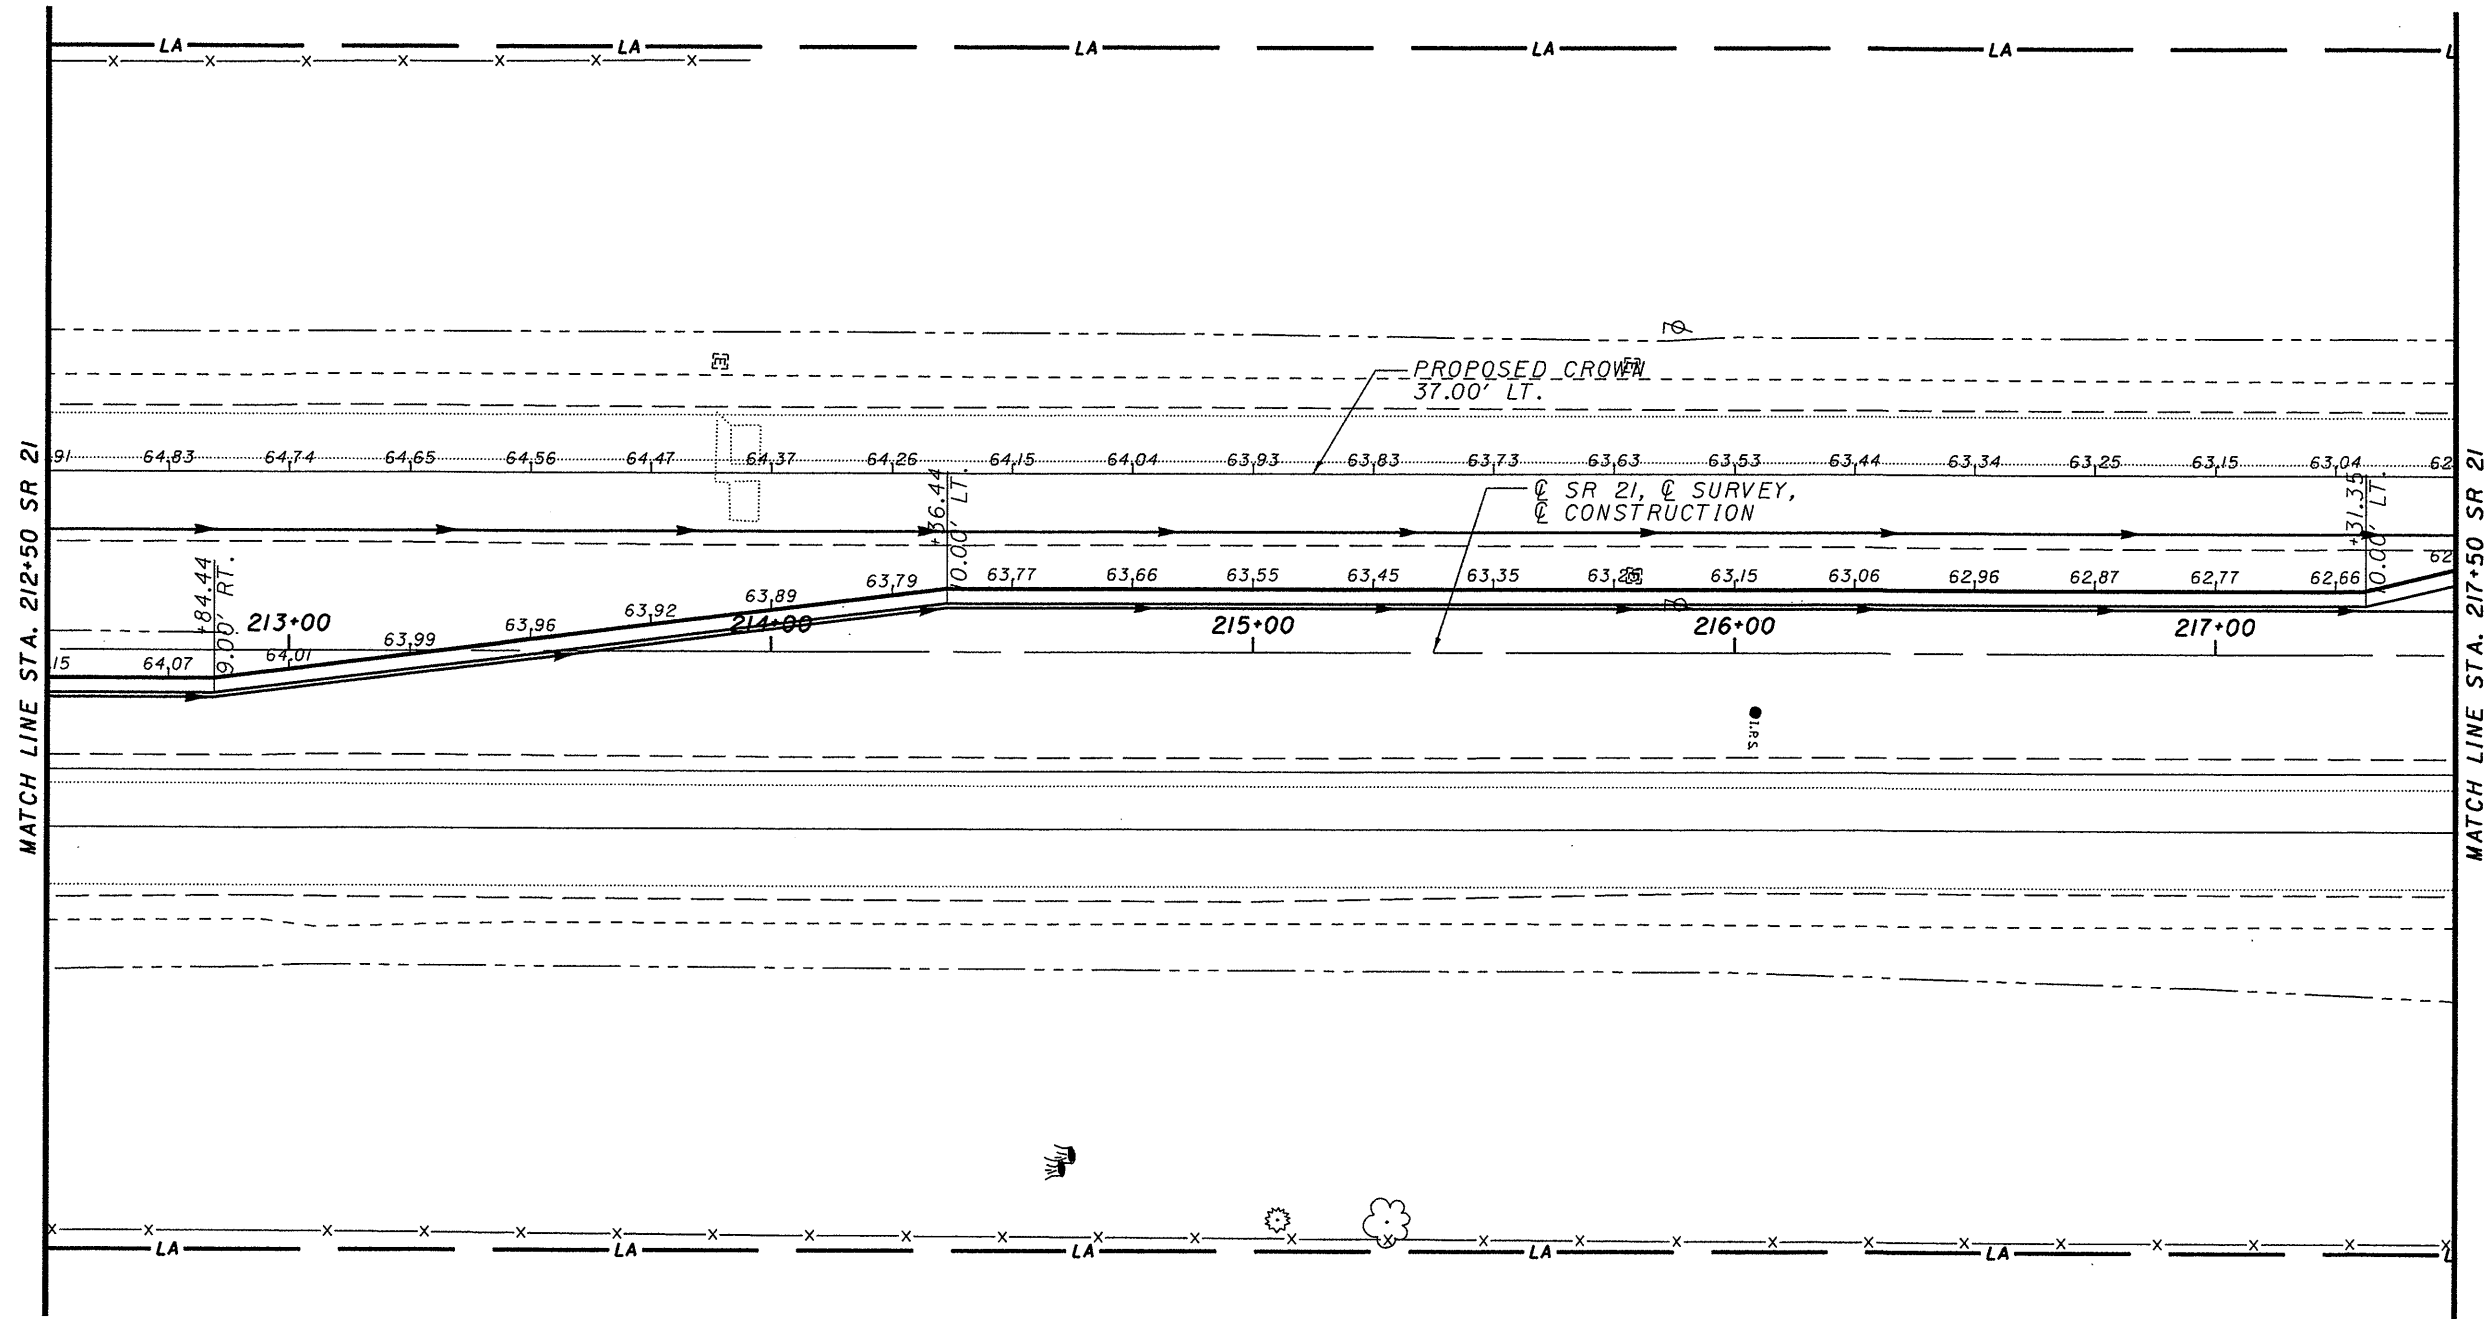 LA LA LA LA LA
PROPOSED CROWN
37.00' LT.
64.83 64.74 64.65 64.56 64.47 64.37 64.26 64.15 64.04 63.93 63.83 63.73 63.63 63.53 63.44 63.34 63.25 63.15 63.04
℄ SR 21, ℄ SURVEY,
℄ CONSTRUCTION
+84.44
9.00' RT.
+36.44
10.00' LT.
+31.35
10.00' LT.
64.07 64.01 63.99 63.96 63.92 63.89 63.79 63.77 63.66 63.55 63.45 63.35 63.15 63.06 62.96 62.87 62.77 62.66
213+00 214+00 215+00 216+00 217+00
I.P.S.
MATCH LINE STA. 212+50 SR 21
MATCH LINE STA. 217+50 SR 21
LA LA LA LA LA